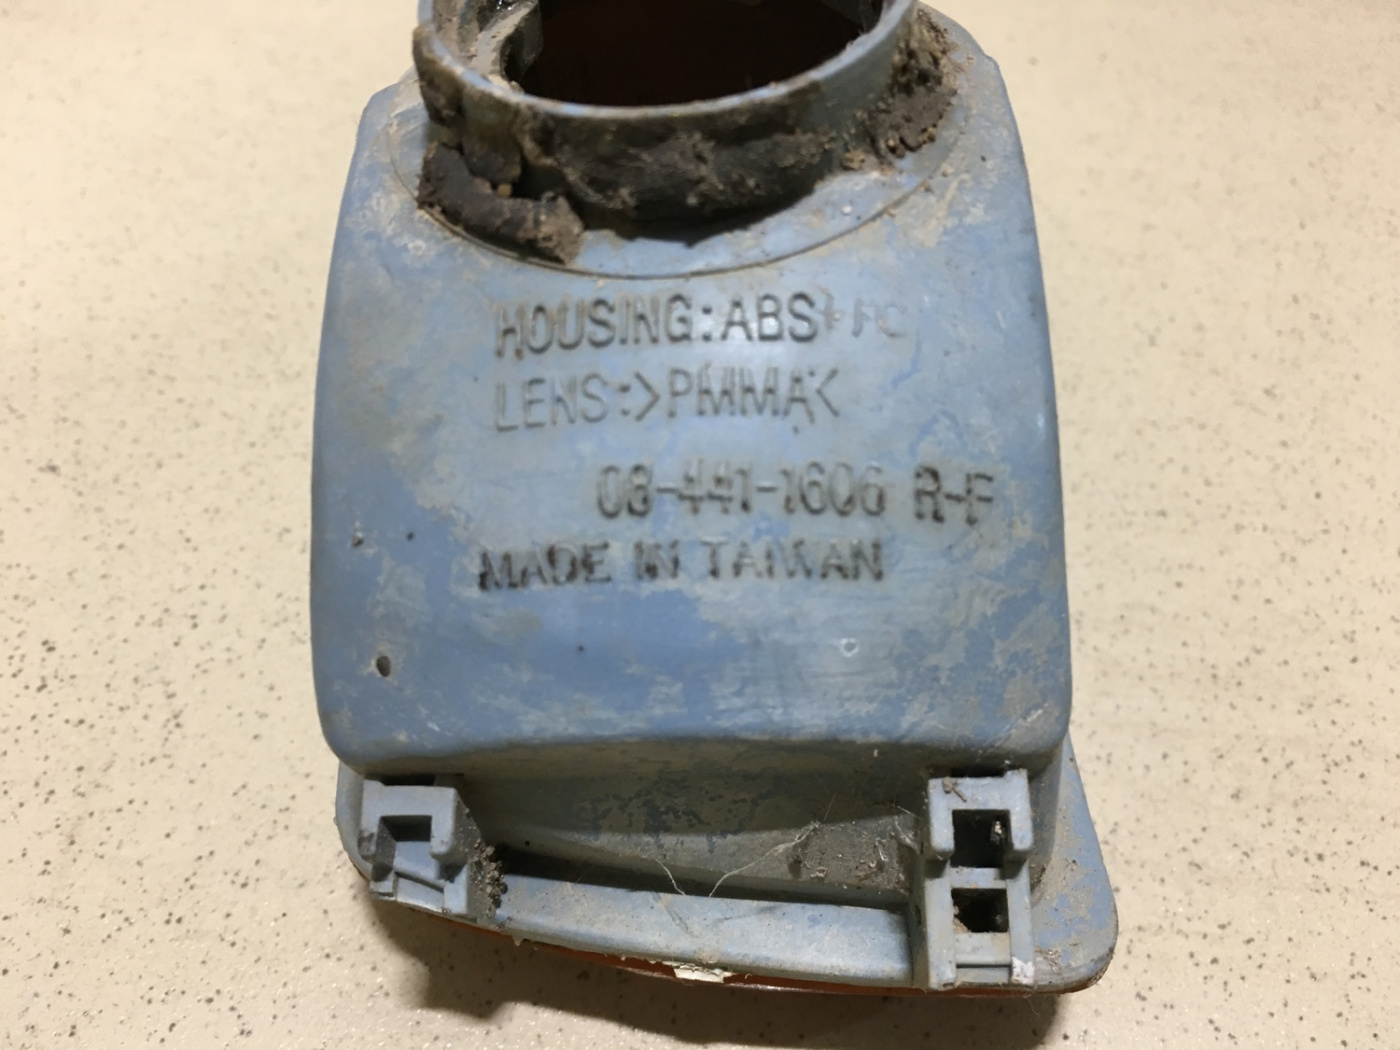 HOUSING:ABS+PC
LENS:>PMMA<
08-441-1606 R-F
MADE IN TAIWAN